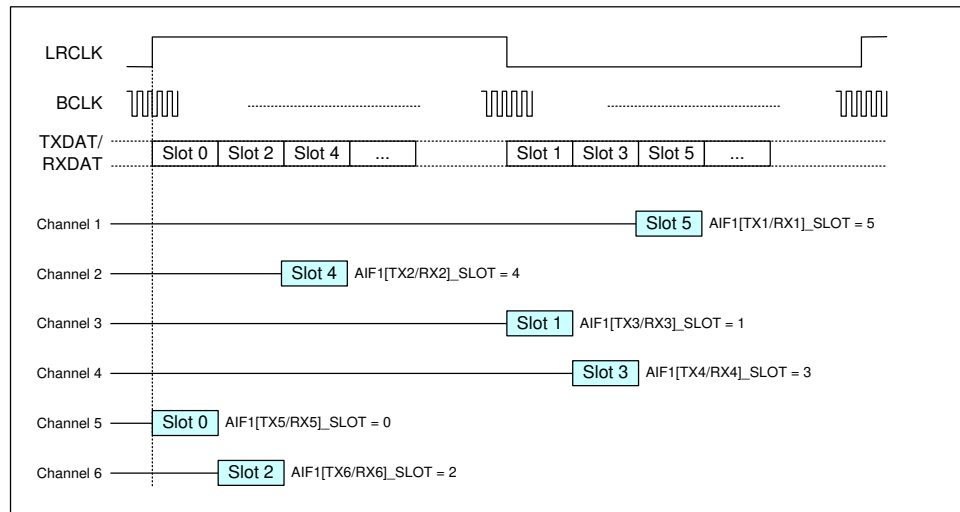 LRCLK
BCLK
TXDAT/
RXDAT
Slot 0 Slot 2 Slot 4 ... Slot 1 Slot 3 Slot 5 ...
Channel 1 Slot 5 AIF1[TX1/RX1]_SLOT = 5
Channel 2 Slot 4 AIF1[TX2/RX2]_SLOT = 4
Channel 3 Slot 1 AIF1[TX3/RX3]_SLOT = 1
Channel 4 Slot 3 AIF1[TX4/RX4]_SLOT = 3
Channel 5 Slot 0 AIF1[TX5/RX5]_SLOT = 0
Channel 6 Slot 2 AIF1[TX6/RX6]_SLOT = 2